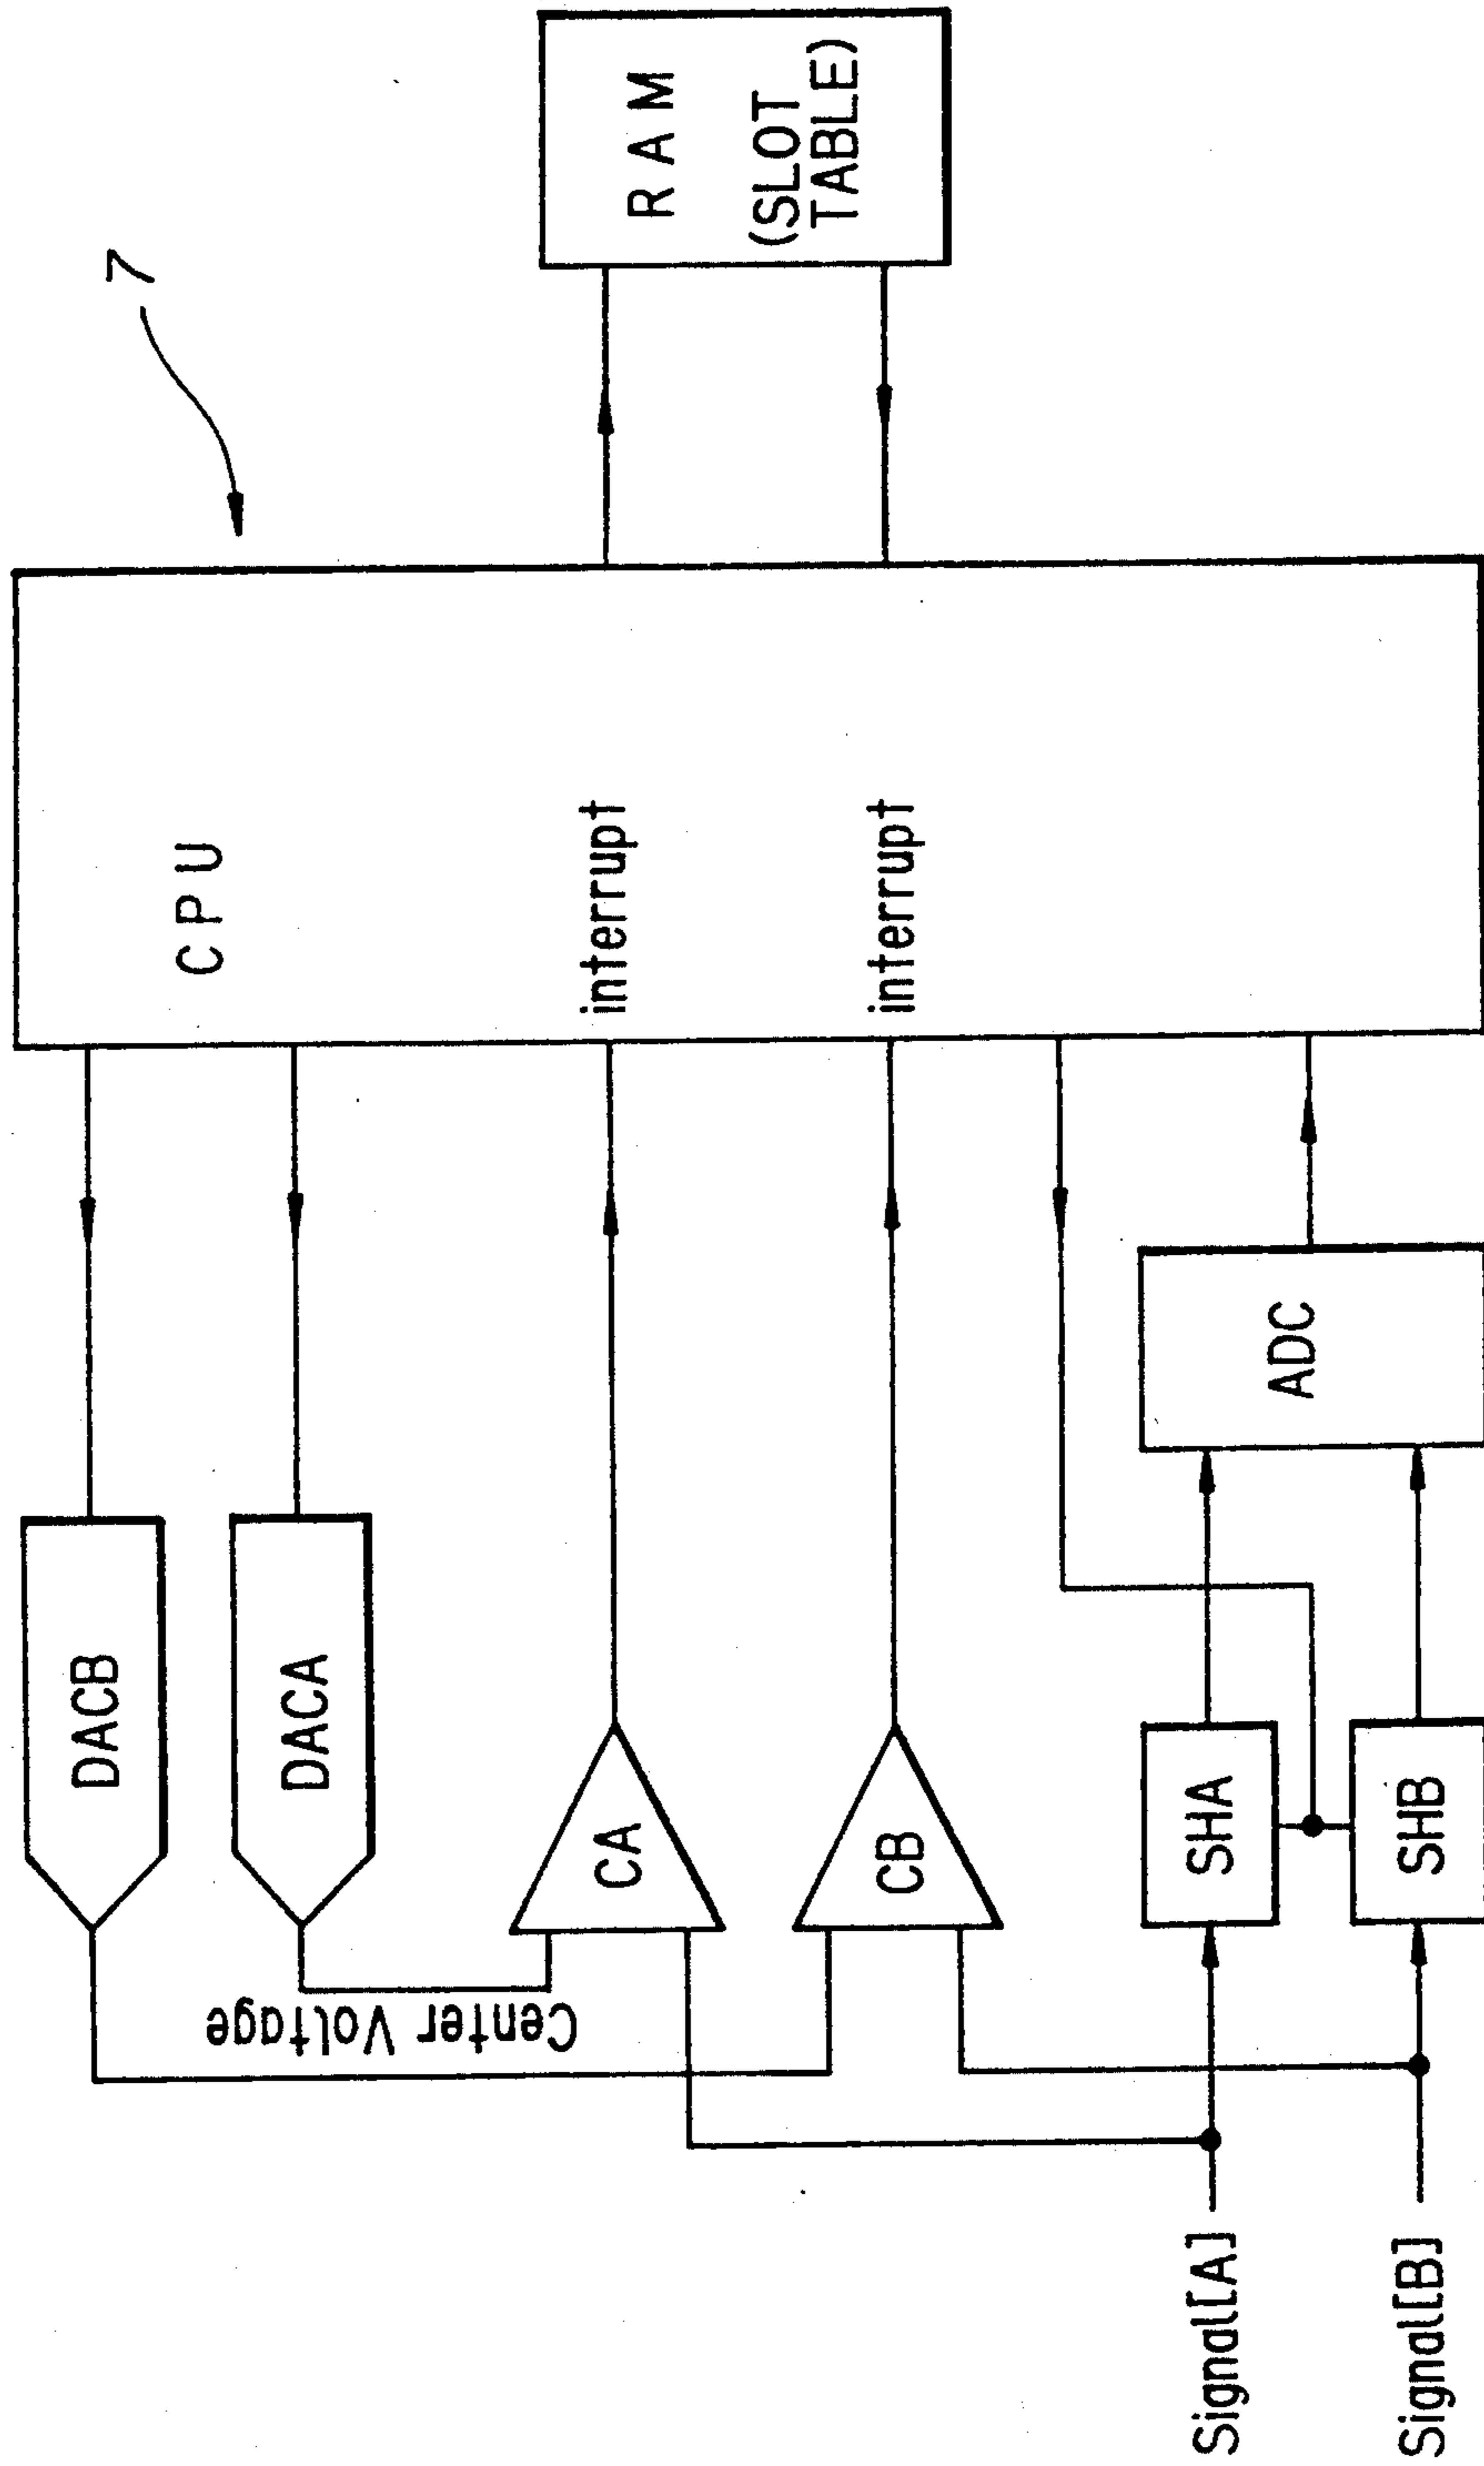 7
DACB
DACA
CPU
RAM
(SLOT
TABLE)
Center Voltage
CA
interrupt
CB
interrupt
SHA
SHB
ADC
Signal[A]
Signal[B]